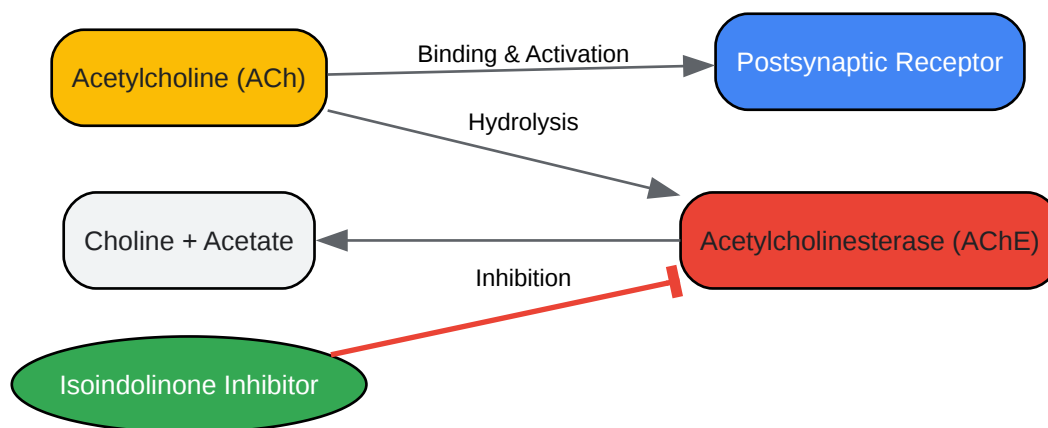 Acetylcholine (ACh)
Binding & Activation
Postsynaptic Receptor
Hydrolysis
Choline + Acetate
Acetylcholinesterase (AChE)
Inhibition
Isoindolinone Inhibitor